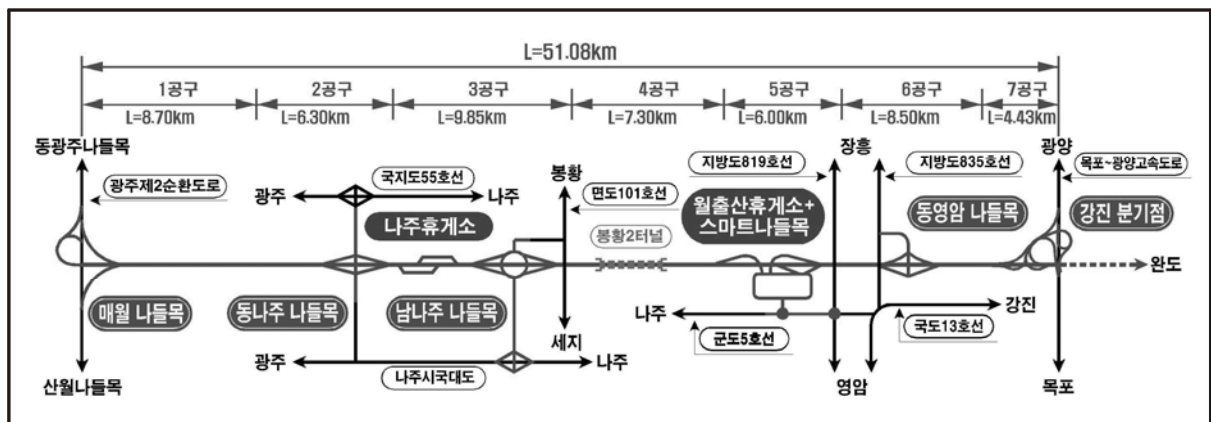 L=51.08km
1공구 2공구 3공구 4공구 5공구 6공구 7공구
L=8.70km L=6.30km L=9.85km L=7.30km L=6.00km L=8.50km L=4.43km
동광주나들목
광주제2순환도로
매월 나들목
산월나들목
국지도55호선
광주
나주
동나주 나들목
나주휴게소
남나주 나들목
광주
나주시국대도
나주
봉황
면도101호선
세지
봉황2터널
지방도819호선
장흥
월출산휴게소+
스마트나들목
나주
군도5호선
영암
지방도835호선
동영암 나들목
국도13호선
강진
광양
목포~광양고속도로
강진 분기점
완도
목포